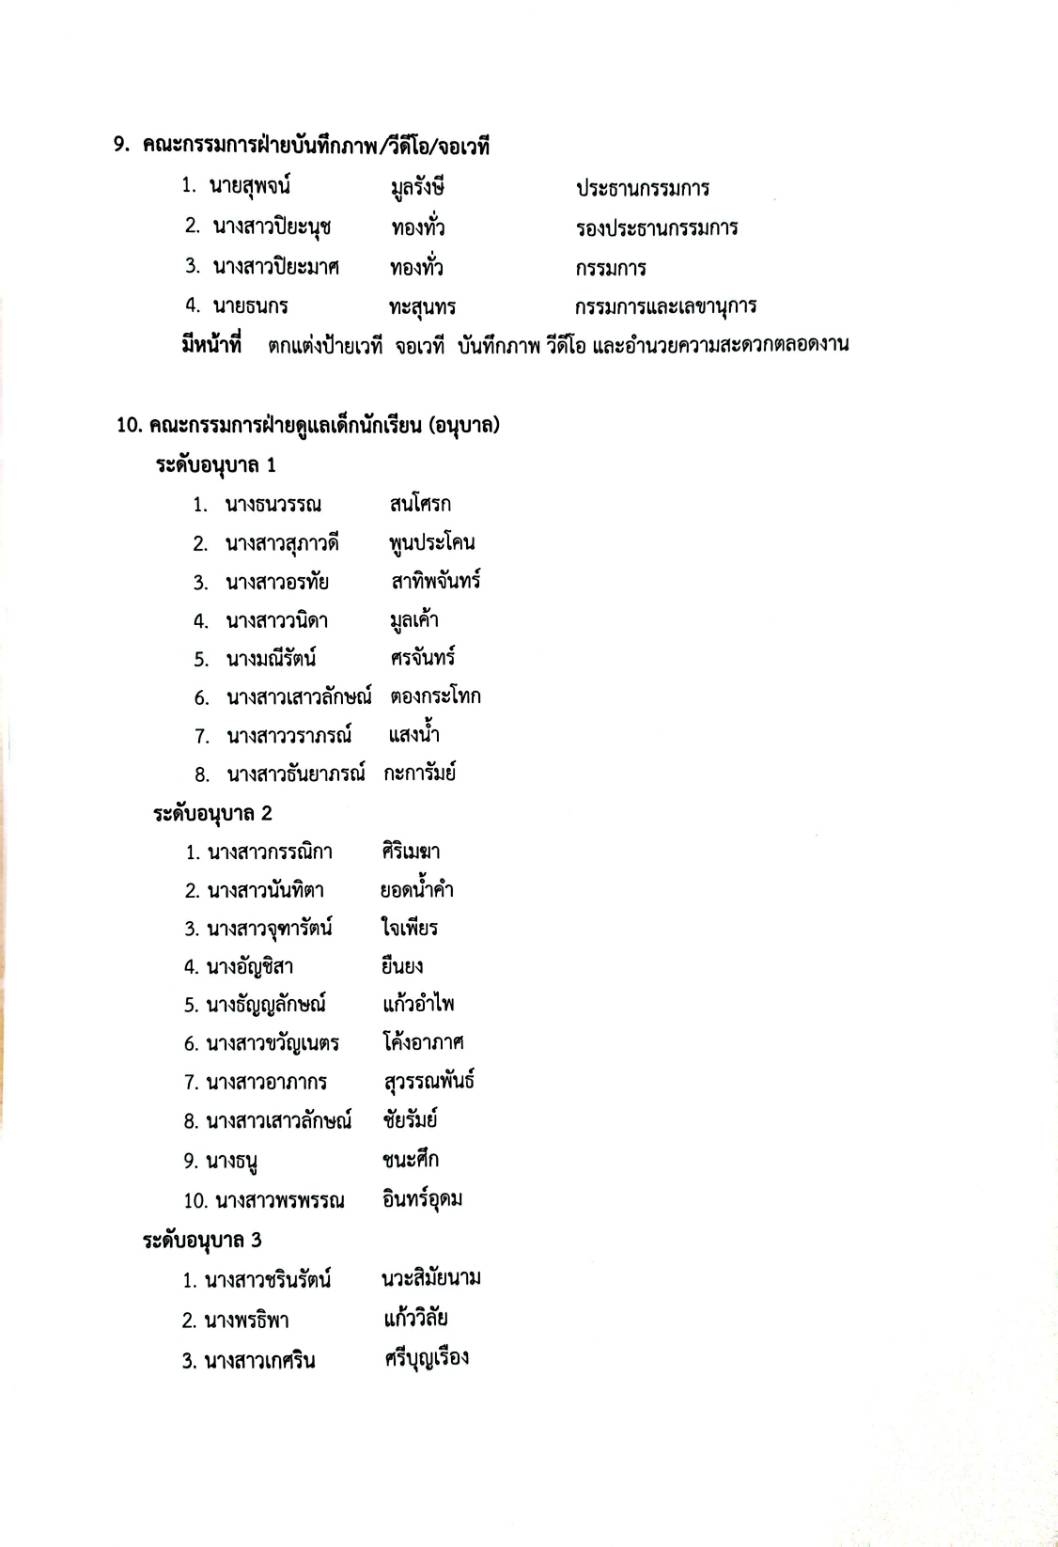 9. คณะกรรมการฝ่ายบันทึกภาพ/วีดีโอ/จอเวที
1. นายสุพจน์ มูลรังษี ประธานกรรมการ
2. นางสาวปิยะนุช ทองทั่ว รองประธานกรรมการ
3. นางสาวปิยะมาศ ทองทั่ว กรรมการ
4. นายธนกร ทะสุนทร กรรมการและเลขานุการ
มีหน้าที่ ตกแต่งป้ายเวที จอเวที บันทึกภาพ วีดีโอ และอำนวยความสะดวกตลอดงาน
10. คณะกรรมการฝ่ายดูแลเด็กนักเรียน (อนุบาล)
ระดับอนุบาล 1
1. นางธนวรรณ สนโศรก
2. นางสาวสุภาวดี พูนประโคน
3. นางสาวอรทัย สาทิพจันทร์
4. นางสาววนิดา มูลเค้า
5. นางมณีรัตน์ ศรจันทร์
6. นางสาวเสาวลักษณ์ ตองกระโทก
7. นางสาววราภรณ์ แสงน้ำ
8. นางสาวธันยาภรณ์ กะการัมย์
ระดับอนุบาล 2
1. นางสาวกรรณิกา ศิริเมฆา
2. นางสาวนันทิตา ยอดน้ำคำ
3. นางสาวจุฑารัตน์ ใจเพียร
4. นางอัญชิสา ยืนยง
5. นางธัญญลักษณ์ แก้วอำไพ
6. นางสาวขวัญเนตร โค้งอาภาศ
7. นางสาวอาภากร สุวรรณพันธ์
8. นางสาวเสาวลักษณ์ ชัยรัมย์
9. นางธนู ชนะศึก
10. นางสาวพรพรรณ อินทร์อุดม
ระดับอนุบาล 3
1. นางสาวชรินรัตน์ นวะสิมัยนาม
2. นางพรธิพา แก้ววิลัย
3. นางสาวเกศริน ศรีบุญเรือง